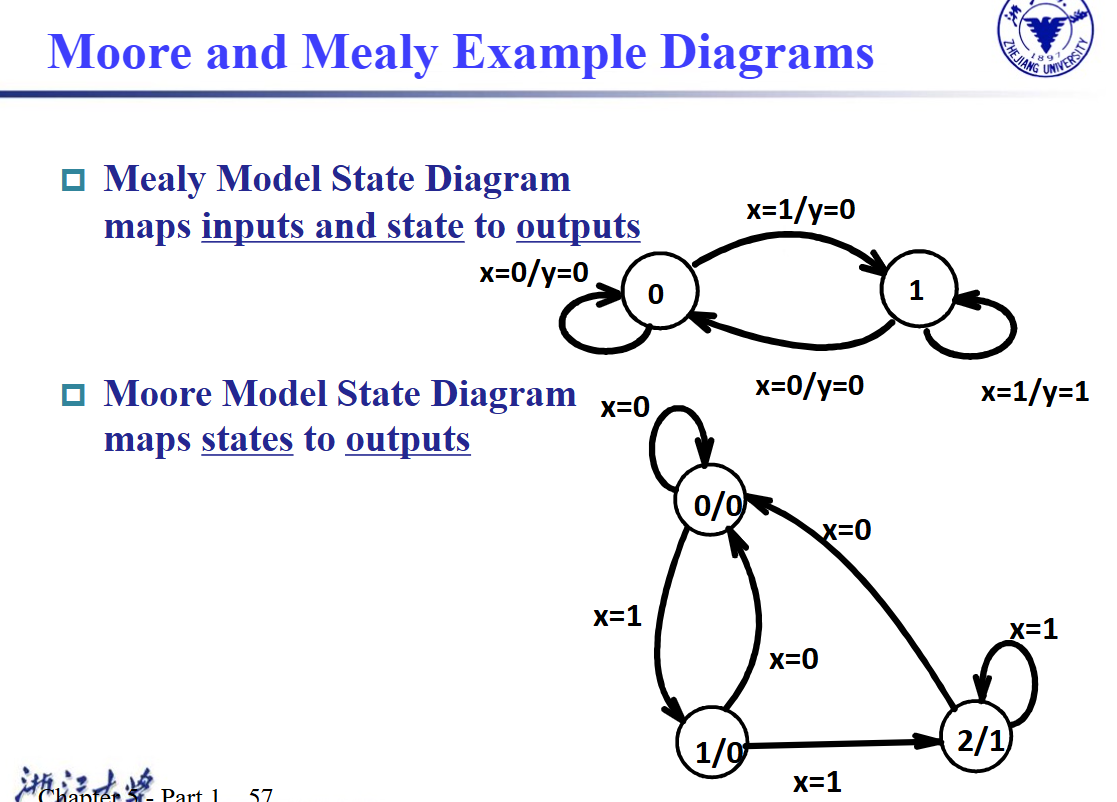 Moore and Mealy Example Diagrams
ZHEJIANG UNIVERSITY
1897
Mealy Model State Diagram
maps inputs and state to outputs
x=1/y=0
x=0/y=0
0
1
x=0/y=0
x=1/y=1
Moore Model State Diagram
maps states to outputs
x=0
0/0
x=0
x=1
x=0
x=1
1/0
2/1
x=1
浙江大学
Chapter 5 - Part 1 57